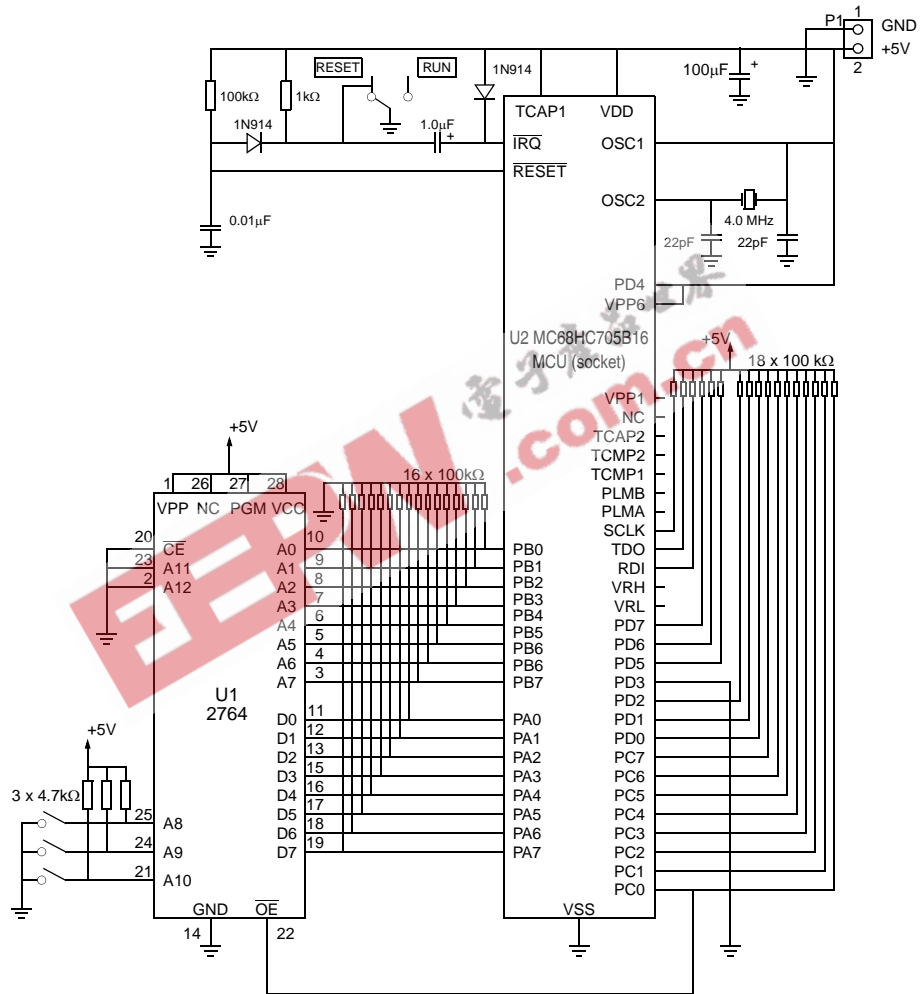 P1
1
GND
+5V
2
RESET
RUN
1N914
100µF
+
100kΩ
1kΩ
1N914
1.0µF
+
TCAP1
VDD
IRQ
OSC1
RESET
OSC2
4.0 MHz
0.01µF
22pF
22pF
PD4
VPP6
U2 MC68HC705B16
MCU (socket)
+5V
18 x 100 kΩ
電子產品世界
.com.cn
EEPW
VPP1
NC
TCAP2
TCMP2
TCMP1
PLMB
PLMA
SCLK
TDO
RDI
VRH
VRL
PD7
PD6
PD5
PD3
PD2
PD1
PD0
PC7
PC6
PC5
PC4
PC3
PC2
PC1
PC0
+5V
16 x 100kΩ
1 26 27 28
VPP NC PGM VCC
20 CE
23 A11
2 A12
A0 10
A1 9
A2 8
A3 7
A4 6
A5 5
A6 4
A7 3
U1
2764
D0 11
D1 12
D2 13
D3 15
D4 16
D5 17
D6 18
D7 19
PB0
PB1
PB2
PB3
PB4
PB5
PB6
PB6
PB7
PA0
PA1
PA2
PA3
PA4
PA5
PA6
PA7
+5V
3 x 4.7kΩ
25 A8
24 A9
21 A10
GND OE
14 22
VSS